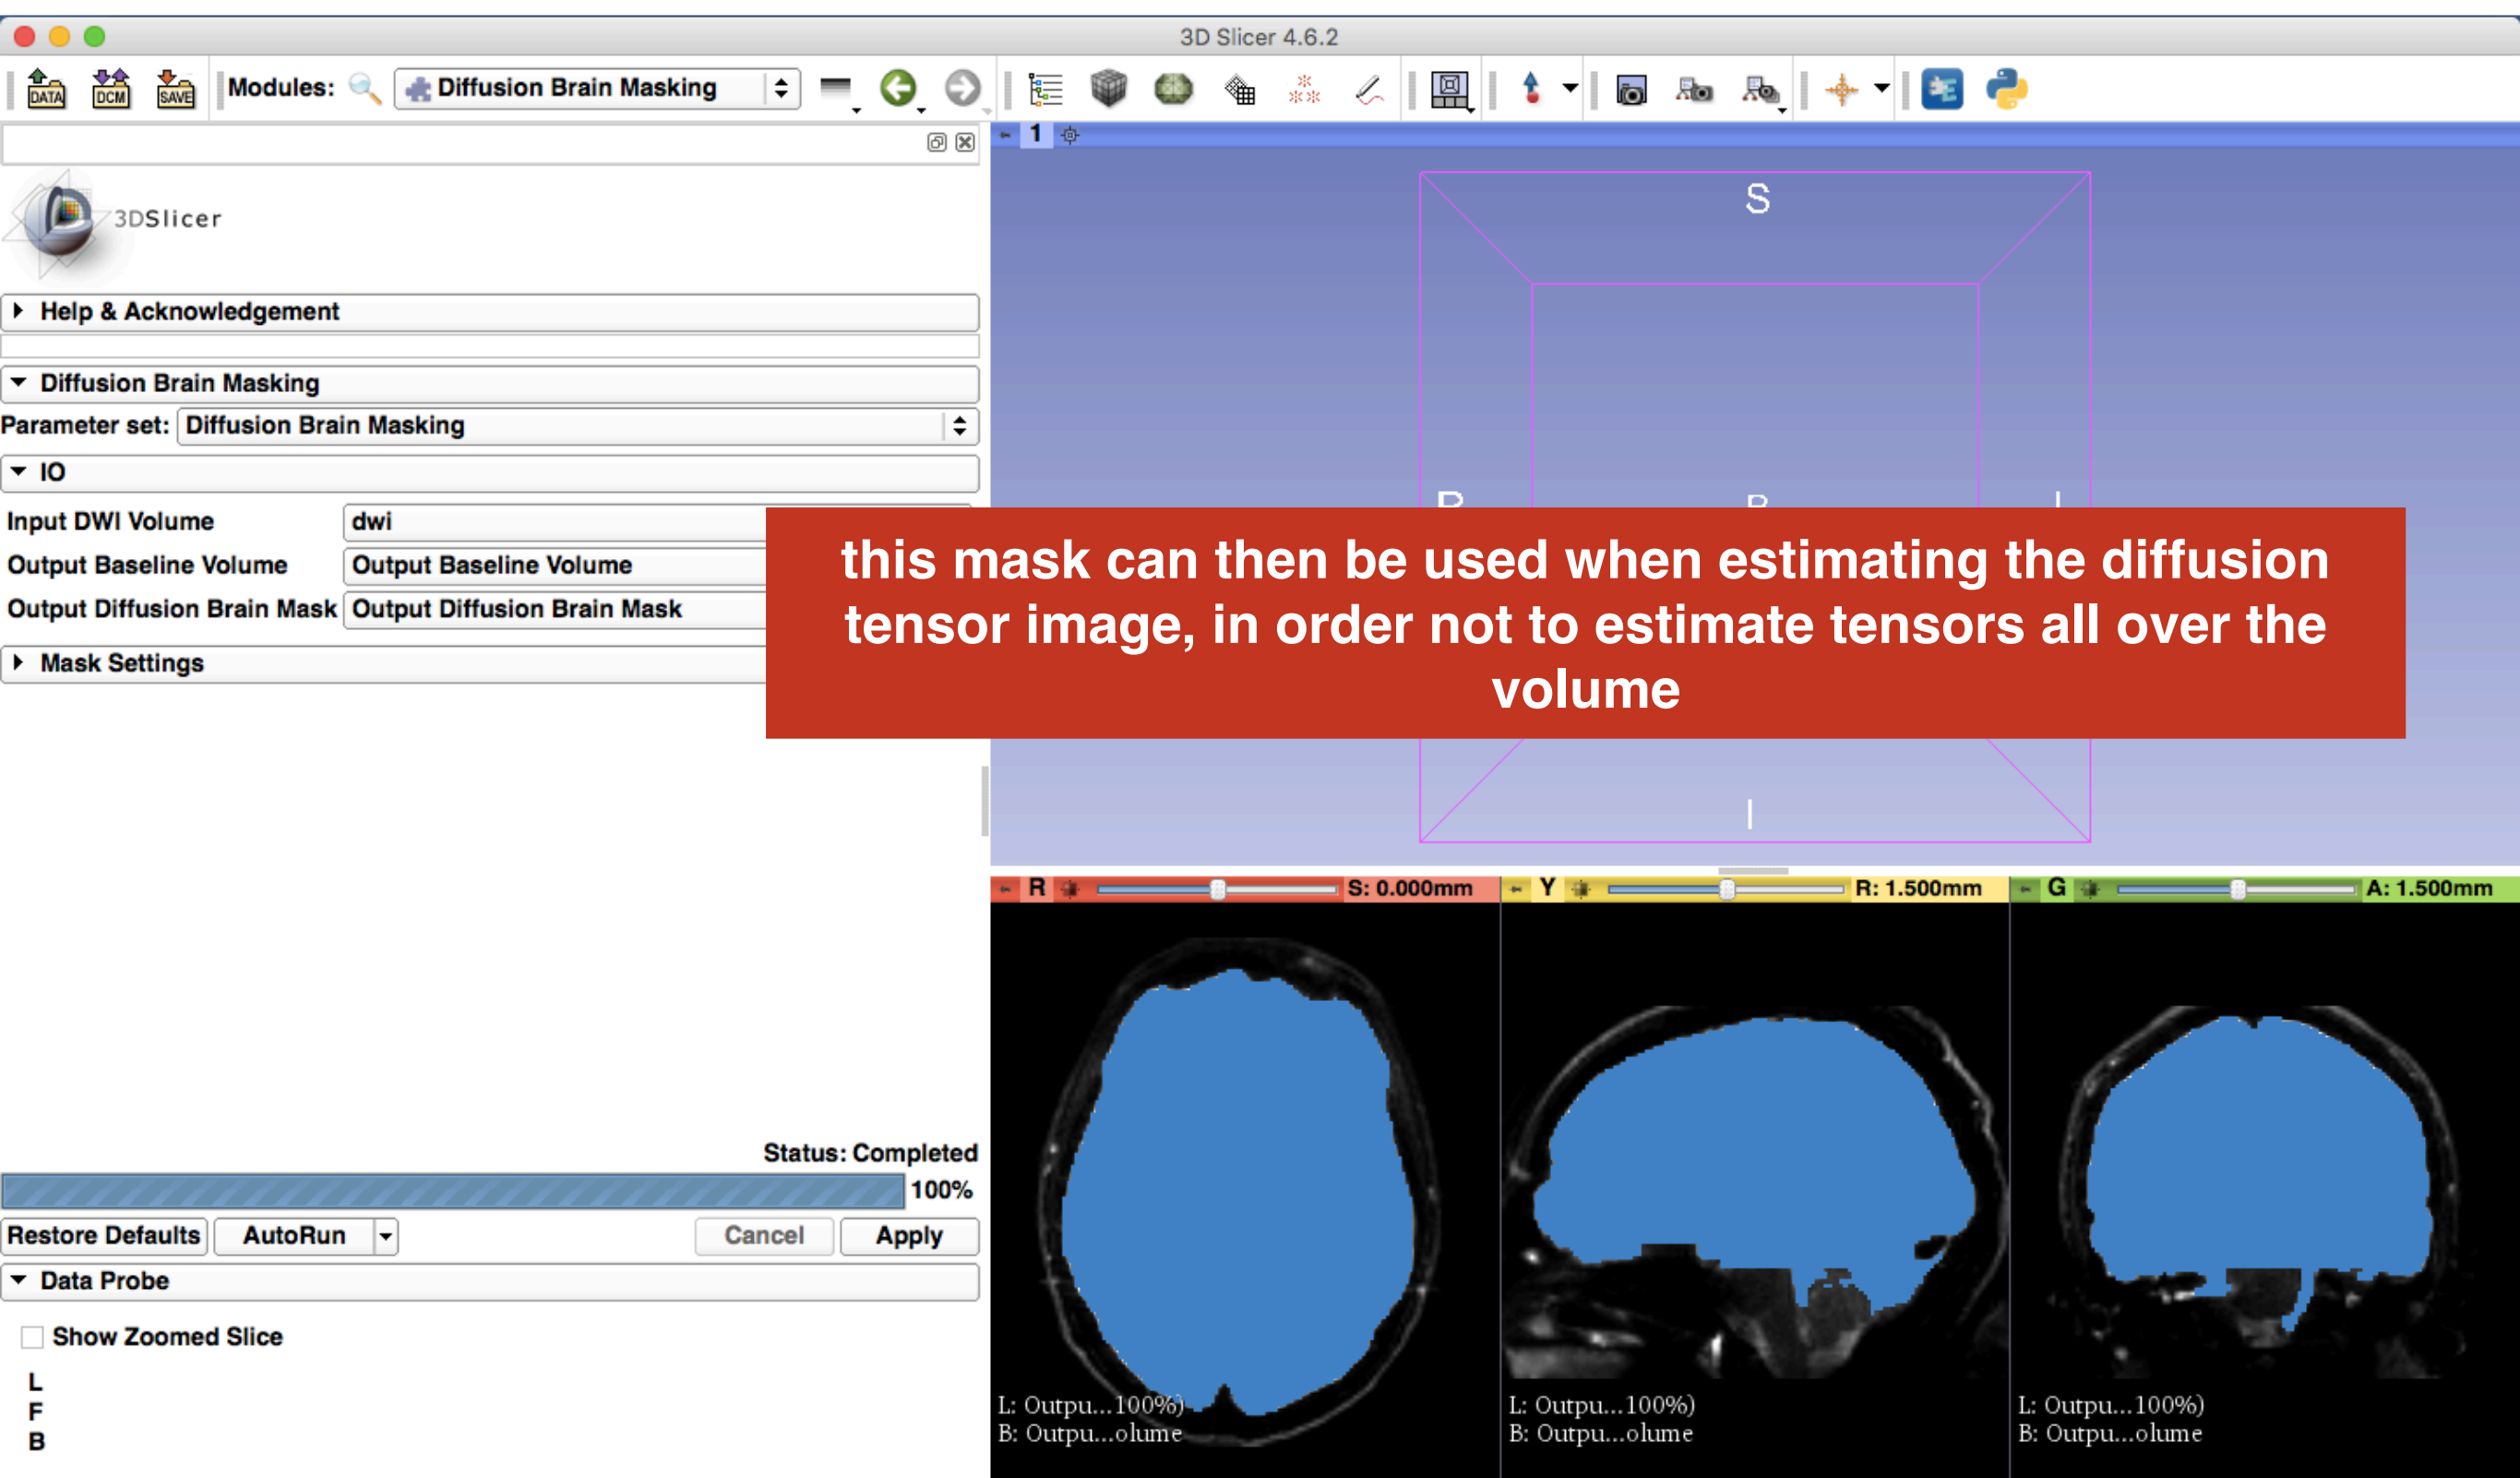 3D Slicer 4.6.2
DATA DCM SAVE Modules: Diffusion Brain Masking
3DSlicer
Help & Acknowledgement
Diffusion Brain Masking
Parameter set: Diffusion Brain Masking
IO
Input DWI Volume dwi
Output Baseline Volume Output Baseline Volume
Output Diffusion Brain Mask Output Diffusion Brain Mask
Mask Settings
Status: Completed
100%
Restore Defaults AutoRun Cancel Apply
Data Probe
Show Zoomed Slice
L
F
B
1
S
this mask can then be used when estimating the diffusion
tensor image, in order not to estimate tensors all over the
volume
I
R S: 0.000mm
Y R: 1.500mm
G A: 1.500mm
L: Outpu...100%)
B: Outpu...olume
L: Outpu...100%)
B: Outpu...olume
L: Outpu...100%)
B: Outpu...olume